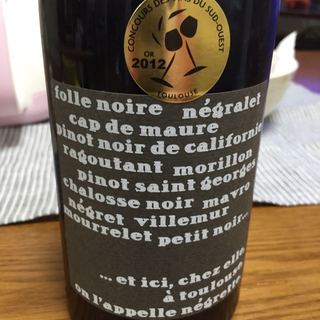 CONCOURS DES VINS DU SUD-OUEST
OR
2012
TOULOUSE
folle noire négralet
cap de maure
pinot noir de californie
ragoutant morillon
pinot saint georges
chalosse noir mavro
négret villemur
mourrelet petit noir...
... et ici, chez elle
à toulouse
on l'appelle négrette